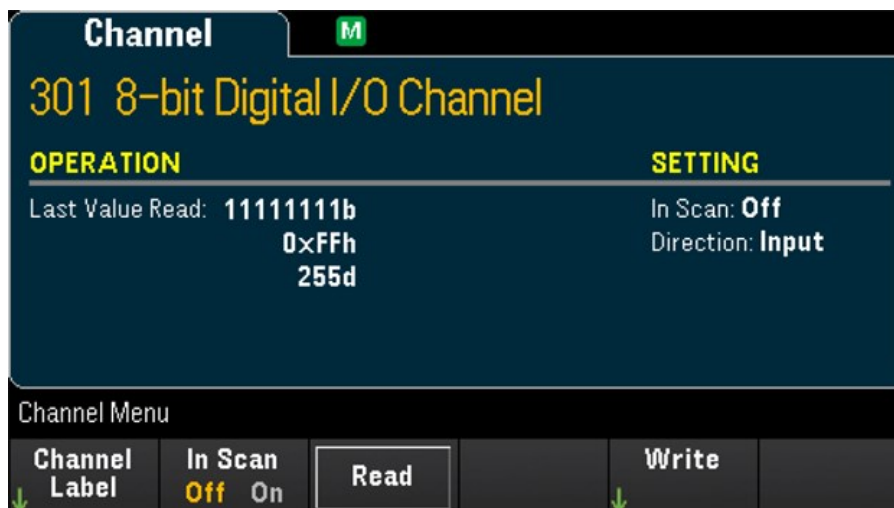 Channel
M
301 8-bit Digital I/O Channel
OPERATION
SETTING
Last Value Read: 11111111b
0xFFh
255d
In Scan: Off
Direction: Input
Channel Menu
Channel
Label
In Scan
Off On
Read
Write